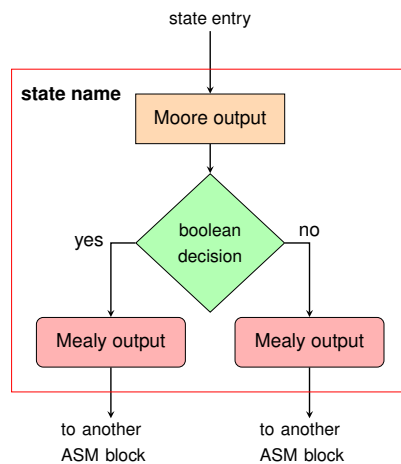 state entry
state name
Moore output
boolean
decision
yes
no
Mealy output
Mealy output
to another
ASM block
to another
ASM block